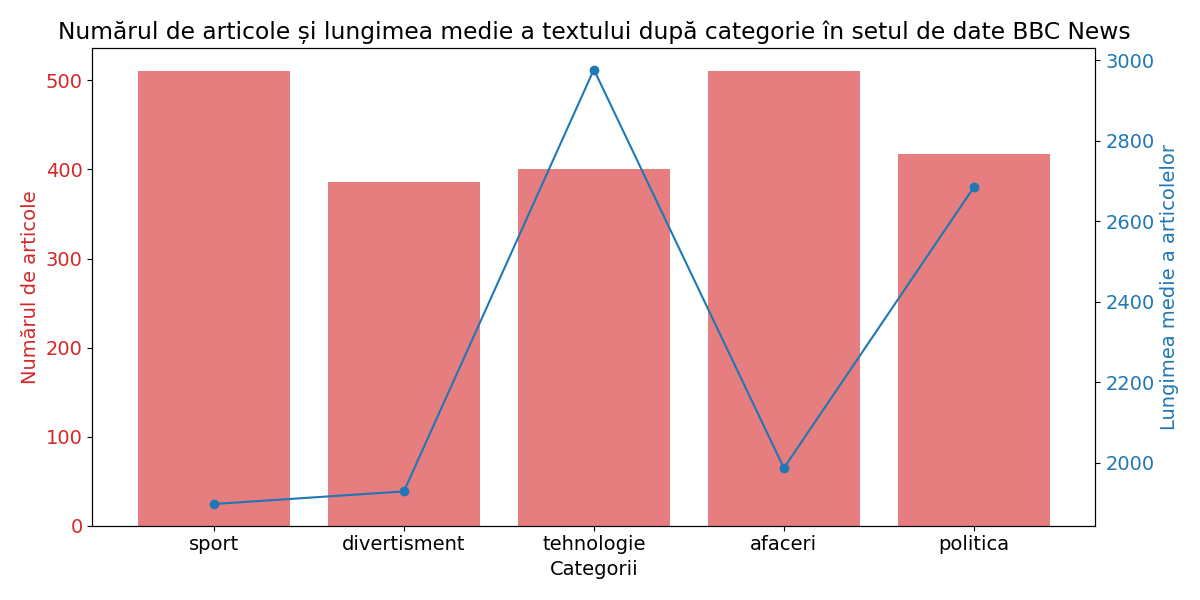 Numărul de articole și lungimea medie a textului după categorie în setul de date BBC News
Numărul de articole
500
400
300
200
100
0
sport
divertisment
tehnologie
afaceri
politica
Categorii
3000
2800
2600
2400
2200
2000
Lungimea medie a articolelor